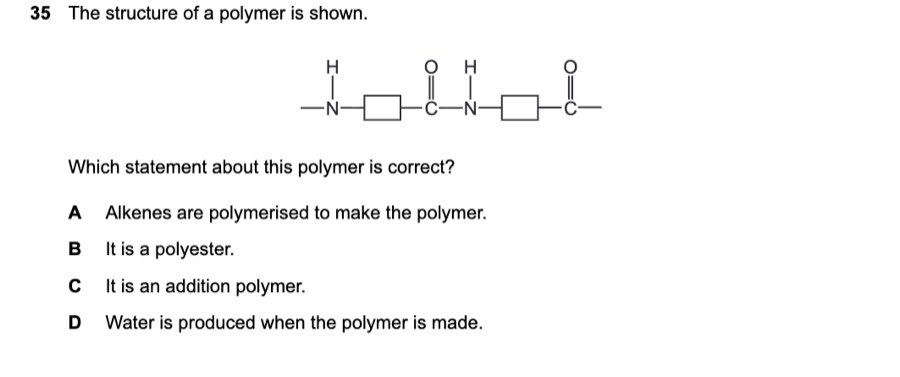 35 The structure of a polymer is shown.
H O H O
N C N C
Which statement about this polymer is correct?
A Alkenes are polymerised to make the polymer.
B It is a polyester.
C It is an addition polymer.
D Water is produced when the polymer is made.